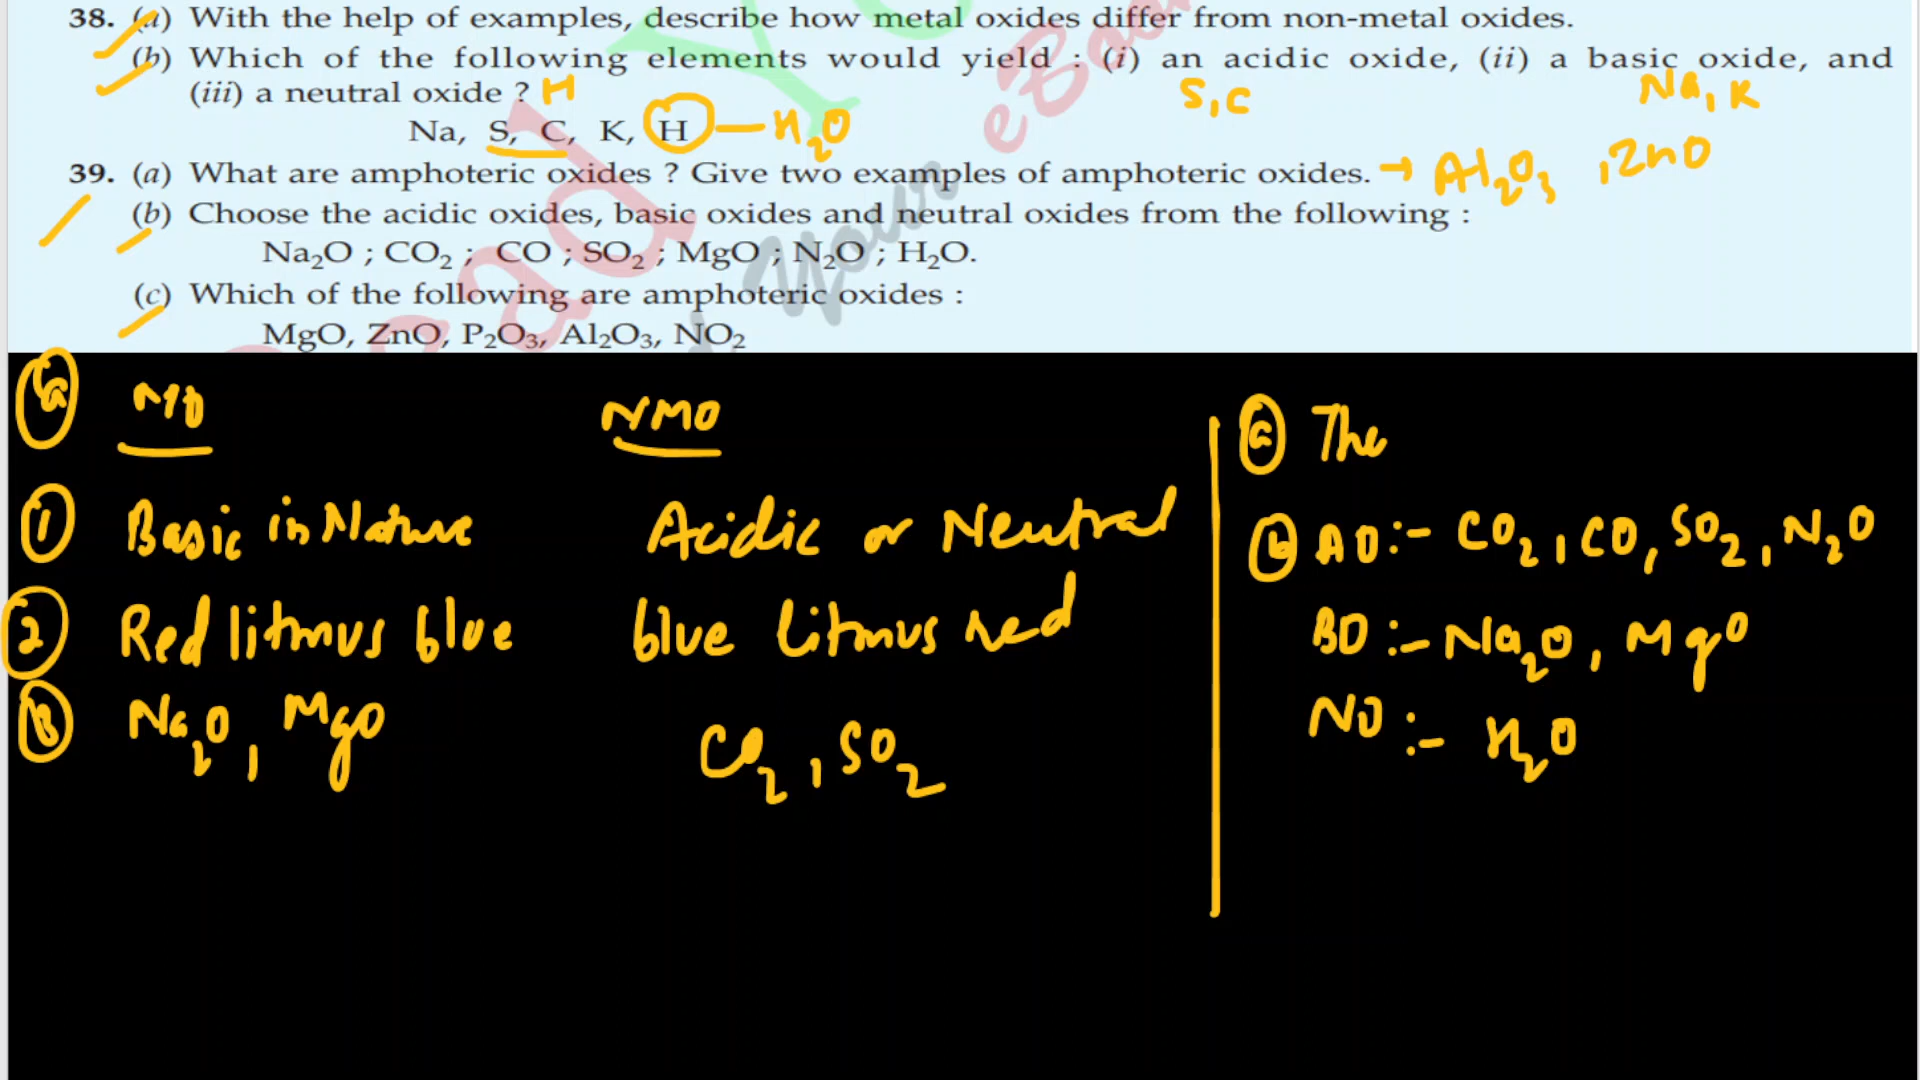 38. (a) With the help of examples, describe how metal oxides differ from non-metal oxides.
(b) Which of the following elements would yield : (i) an acidic oxide, (ii) a basic oxide, and
(iii) a neutral oxide ? H
S, C
Na, K
Na, S, C, K, H — H₂O
39. (a) What are amphoteric oxides ? Give two examples of amphoteric oxides. → Al₂O₃, ZnO
(b) Choose the acidic oxides, basic oxides and neutral oxides from the following :
Na₂O ; CO₂ ; CO ; SO₂ ; MgO ; N₂O ; H₂O.
(c) Which of the following are amphoteric oxides :
MgO, ZnO, P₂O₃, Al₂O₃, NO₂
a MO NMO
1 Basic in Nature Acidic or Neutral
2 Red litmus blue blue litmus red
3 Na₂O, MgO CO₂, SO₂
The
AO :- CO₂, CO, SO₂, N₂O
BO :- Na₂O, MgO
NO :- H₂O